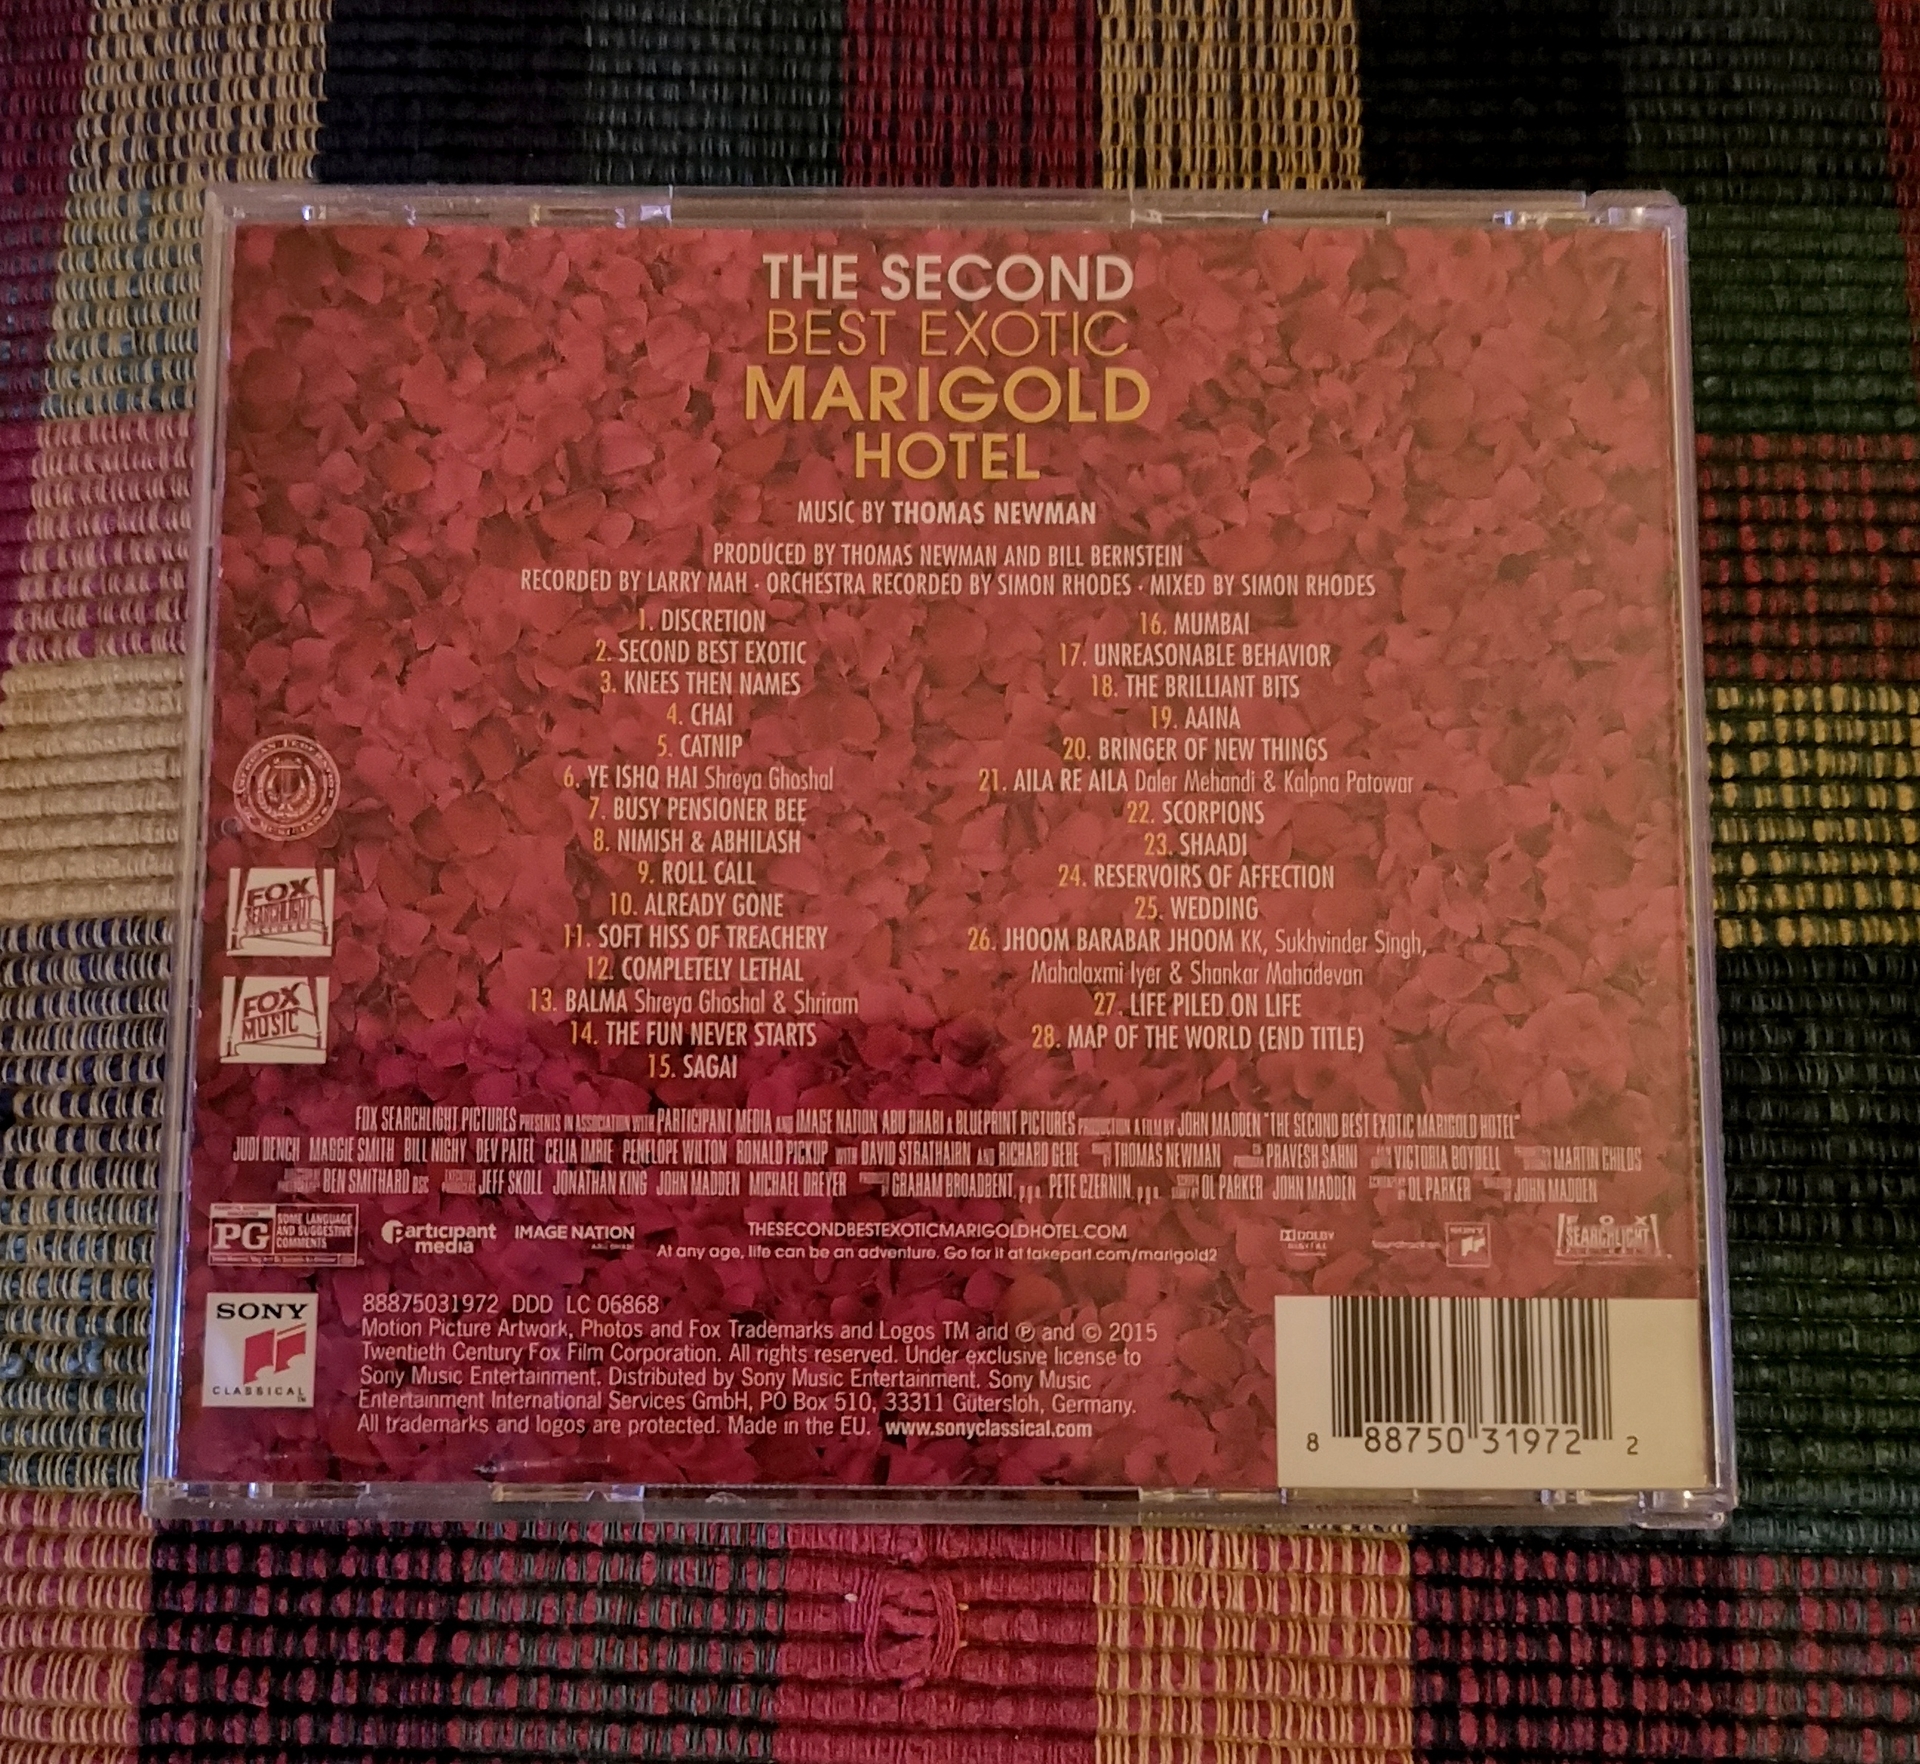 THE SECOND
BEST EXOTIC
MARIGOLD
HOTEL
MUSIC BY THOMAS NEWMAN
PRODUCED BY THOMAS NEWMAN AND BILL BERNSTEIN
RECORDED BY LARRY MAH · ORCHESTRA RECORDED BY SIMON RHODES · MIXED BY SIMON RHODES
1. DISCRETION
2. SECOND BEST EXOTIC
3. KNEES THEN NAMES
4. CHAI
5. CATNIP
6. YE ISHQ HAI Shreya Ghoshal
7. BUSY PENSIONER BEE
8. NIMISH & ABHILASH
9. ROLL CALL
10. ALREADY GONE
11. SOFT HISS OF TREACHERY
12. COMPLETELY LETHAL
13. BALMA Shreya Ghoshal & Shriram
14. THE FUN NEVER STARTS
15. SAGAI
16. MUMBAI
17. UNREASONABLE BEHAVIOR
18. THE BRILLIANT BITS
19. AAINA
20. BRINGER OF NEW THINGS
21. AILA RE AILA Daler Mehandi & Kalpna Patowar
22. SCORPIONS
23. SHAADI
24. RESERVOIRS OF AFFECTION
25. WEDDING
26. JHOOM BARABAR JHOOM KK, Sukhvinder Singh,
Mahalaxmi Iyer & Shankar Mahadevan
27. LIFE PILED ON LIFE
28. MAP OF THE WORLD (END TITLE)
FOX
SEARCHLIGHT
FOX
MUSIC
FOX SEARCHLIGHT PICTURES PRESENTS IN ASSOCIATION WITH PARTICIPANT MEDIA AND IMAGE NATION ABU DHABI A BLUEPRINT PICTURES PRODUCTION A FILM BY JOHN MADDEN "THE SECOND BEST EXOTIC MARIGOLD HOTEL"
JUDI DENCH MAGGIE SMITH BILL NIGHY DEV PATEL CELIA IMRIE PENELOPE WILTON RONALD PICKUP WITH DAVID STRATHAIRN AND RICHARD GERE THOMAS NEWMAN PRAVESH SAHNI VICTORIA BOYDELL MARTIN CHILDS
BEN SMITHARD BSC JEFF SKOLL JONATHAN KING JOHN MADDEN MICHAEL DREYER GRAHAM BROADBENT, p.g.a. PETE CZERNIN, p.g.a. OL PARKER JOHN MADDEN OL PARKER JOHN MADDEN
PG SOME LANGUAGE
AND SUGGESTIVE
COMMENTS
participant
media
IMAGE NATION
ABU DHABI
THESECONDBESTEXOTICMARIGOLDHOTEL.COM
At any age, life can be an adventure. Go for it at takepart.com/marigold2
DOLBY
DIGITAL
Soundtrack on
SONY
FOX
SEARCHLIGHT
SONY
CLASSICAL™
88875031972 DDD LC 06868
Motion Picture Artwork, Photos and Fox Trademarks and Logos TM and ℗ and © 2015
Twentieth Century Fox Film Corporation. All rights reserved. Under exclusive license to
Sony Music Entertainment. Distributed by Sony Music Entertainment. Sony Music
Entertainment International Services GmbH, PO Box 510, 33311 Gütersloh, Germany.
All trademarks and logos are protected. Made in the EU. www.sonyclassical.com
8 88750 31972 2